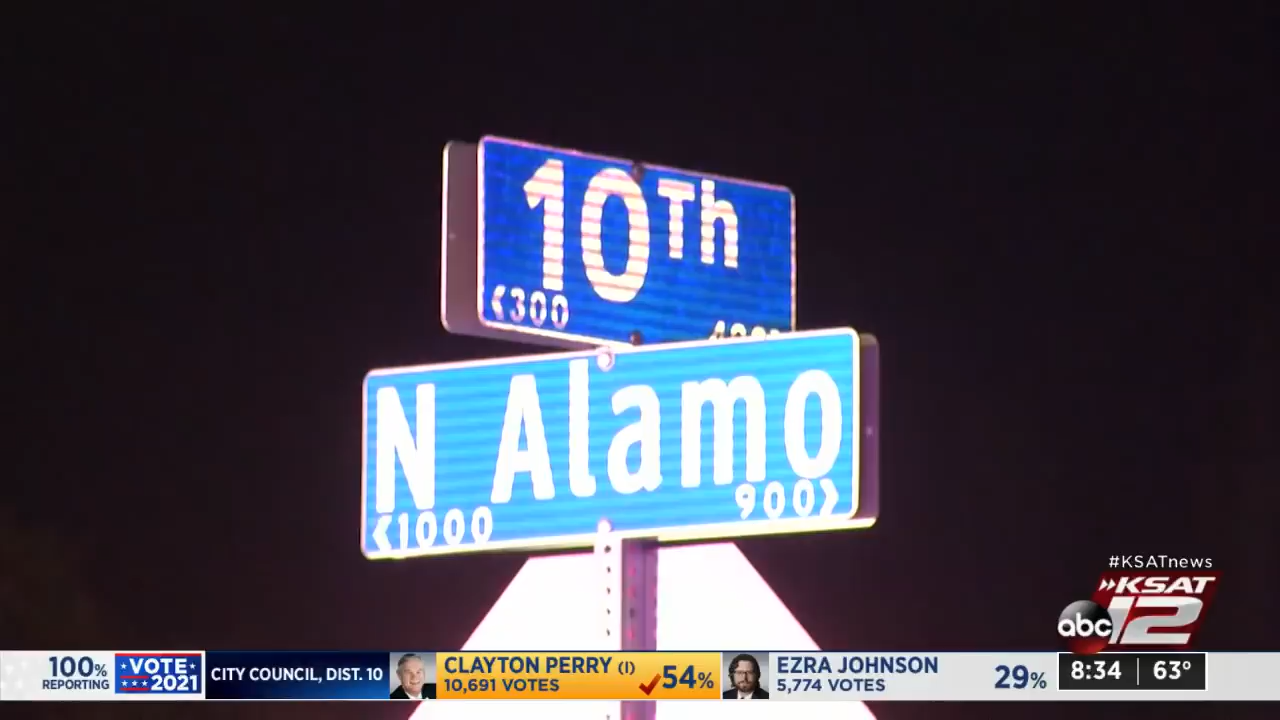 10Th
<300
N Alamo
<1000 900>
#KSATnews
KSAT
abc 12
100% REPORTING
VOTE 2021
CITY COUNCIL, DIST. 10
CLAYTON PERRY (I)
10,691 VOTES
54%
EZRA JOHNSON
5,774 VOTES
29%
8:34 63°